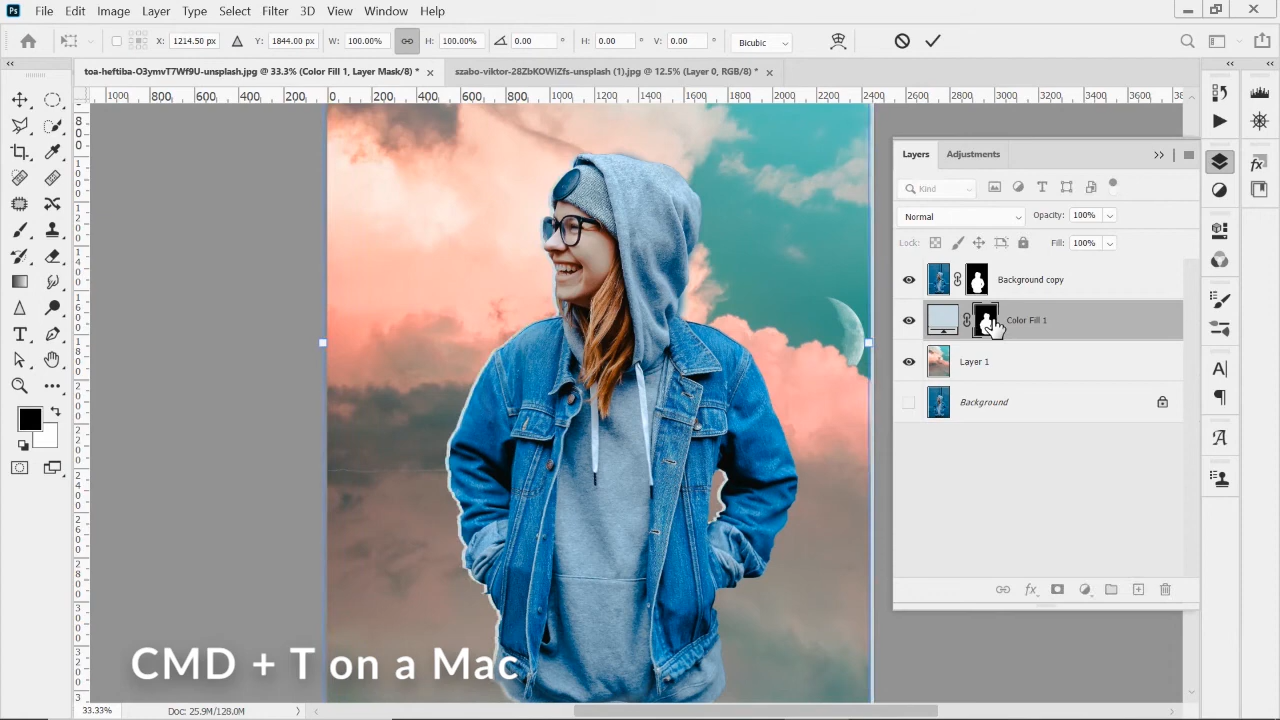 Ps File Edit Image Layer Type Select Filter 3D View Window Help
X: 1214.50 px Y: 1844.00 px W: 100.00% H: 100.00% 0.00 ° H: 0.00 ° V: 0.00 ° Bicubic
toa-heftiba-O3ymvT7Wf9U-unsplash.jpg @ 33.3% (Color Fill 1, Layer Mask/8) * × szabo-viktor-28ZbKOWiZfs-unsplash (1).jpg @ 12.5% (Layer 0, RGB/8) * ×
1000 800 600 400 200 0 200 400 600 800 1000 1200 1400 1600 1800 2000 2200 2400 2600 2800 3000 3200 3400 3600
Layers Adjustments
Kind
Normal Opacity: 100%
Lock: Fill: 100%
Background copy
Color Fill 1
Layer 1
Background
CMD + T on a Mac
33.33% Doc: 25.9M/128.0M